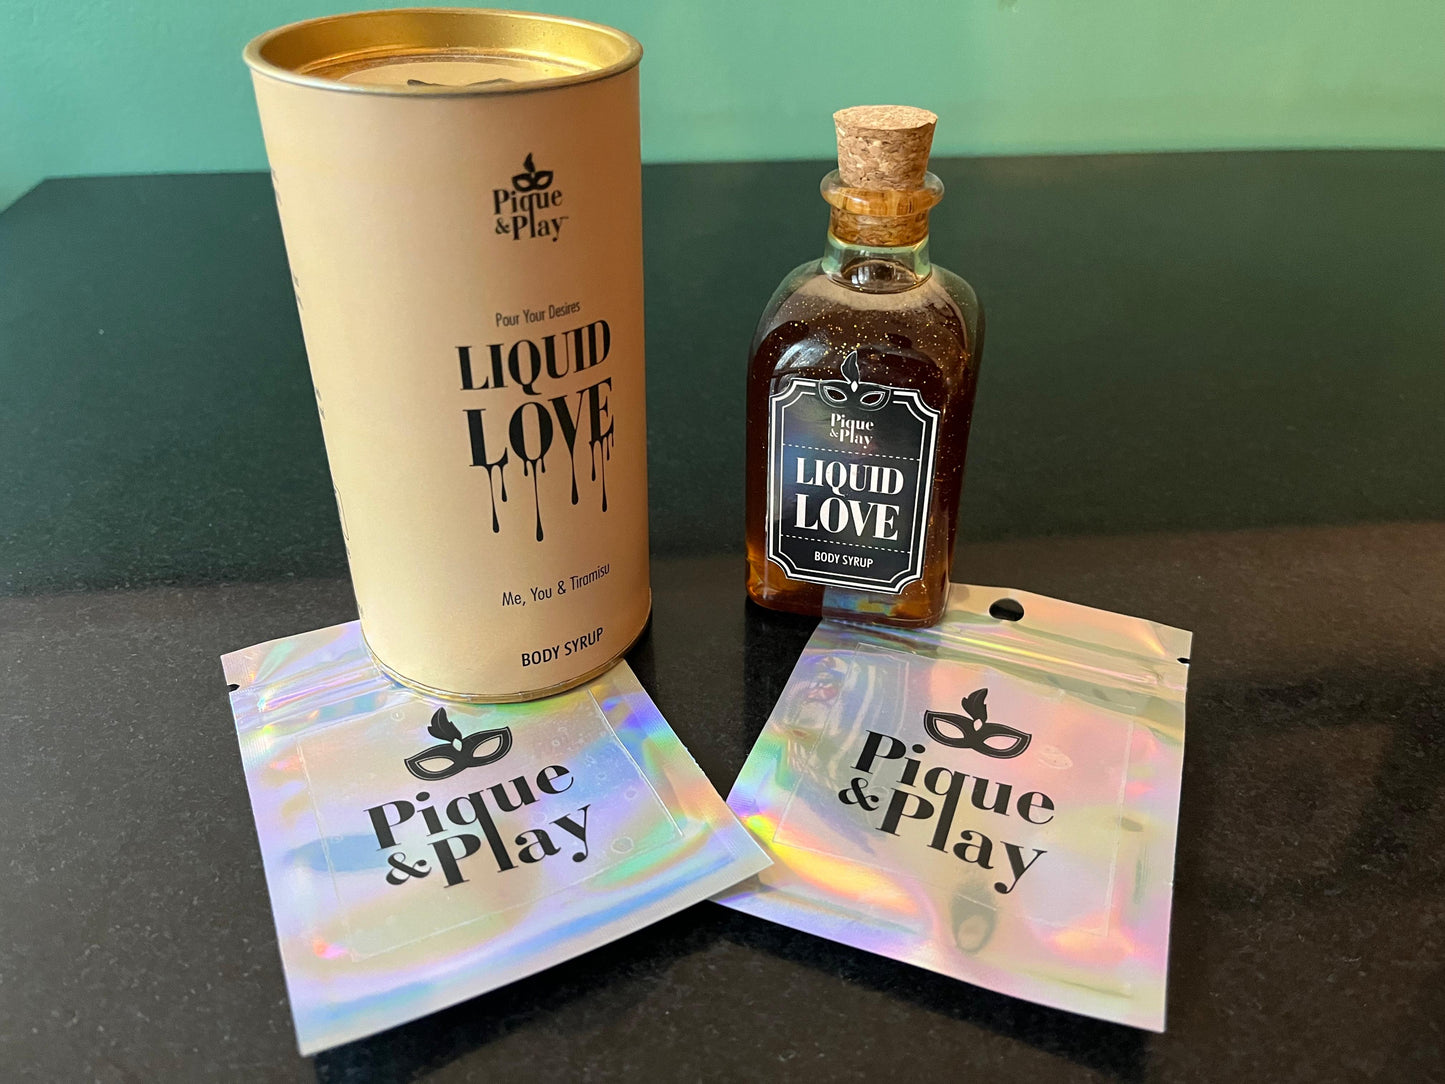 Pique
& Play™
Pour Your Desires
LIQUID
LOVE
Me, You & Tiramisu
BODY SYRUP
Pique
& Play
LIQUID
LOVE
BODY SYRUP
Pique
& Play
Pique
& Play